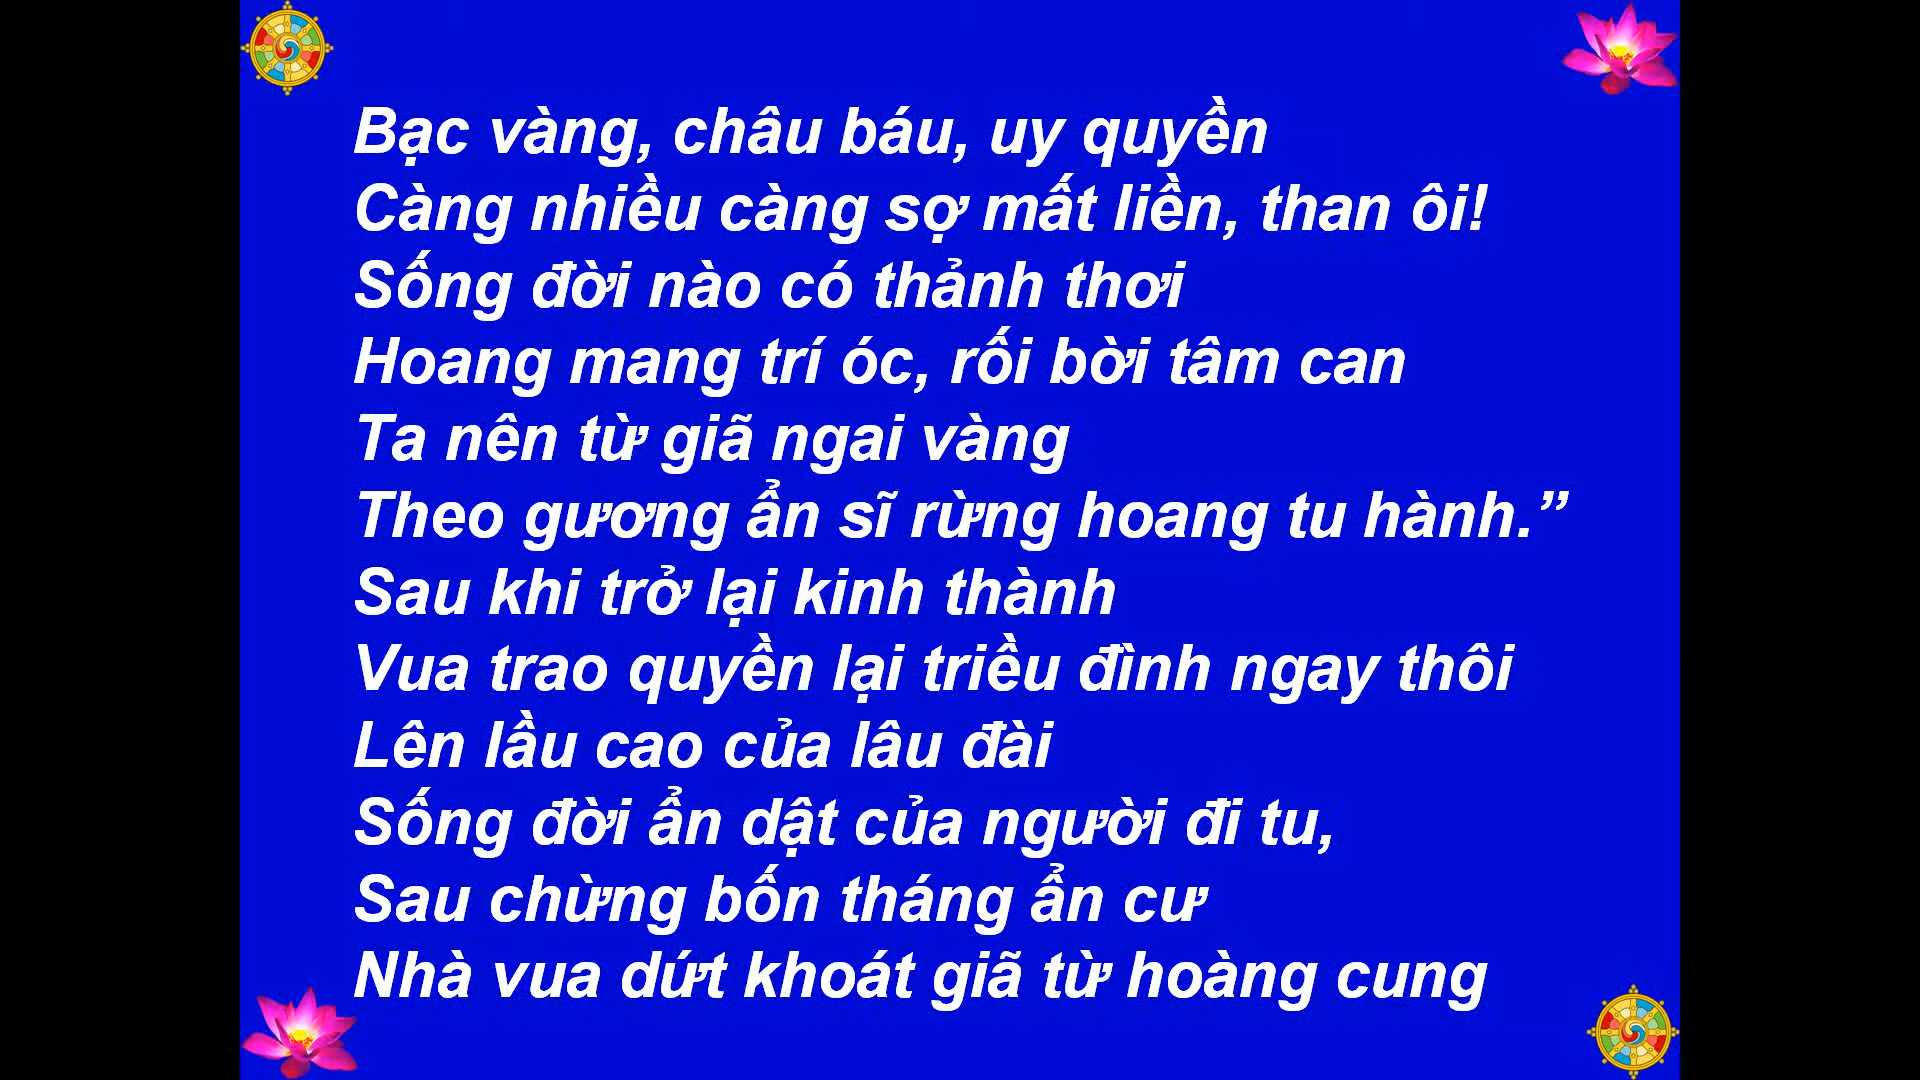 Bạc vàng, châu báu, uy quyền
Càng nhiều càng sợ mất liền, than ôi!
Sống đời nào có thảnh thơi
Hoang mang trí óc, rối bời tâm can
Ta nên từ giã ngai vàng
Theo gương ẩn sĩ rừng hoang tu hành.”
Sau khi trở lại kinh thành
Vua trao quyền lại triều đình ngay thôi
Lên lầu cao của lâu đài
Sống đời ẩn dật của người đi tu,
Sau chừng bốn tháng ẩn cư
Nhà vua dứt khoát giã từ hoàng cung